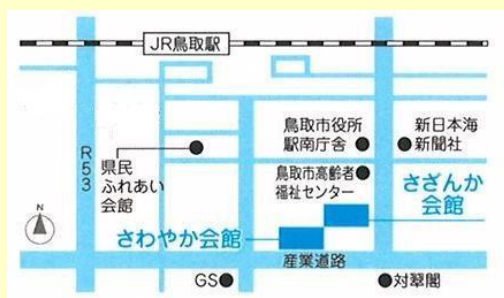 JR鳥取駅
鳥取市役所
駅南庁舎
新日本海
新聞社
R53
県民
ふれあい
会館
鳥取市高齢者
福祉センター
さざんか
会館
N
さわやか会館
産業道路
GS
対翠閣